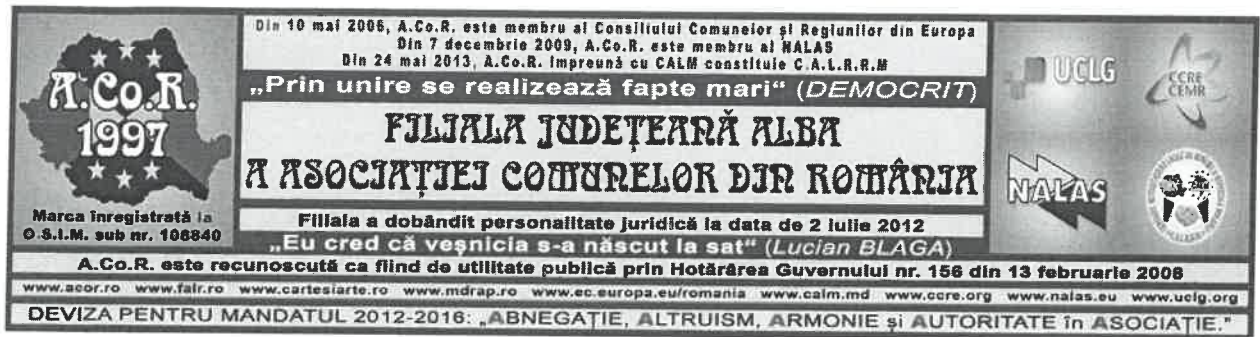 A.Co.R.
1997
Marca înregistrată la
O.S.I.M. sub nr. 106840
Din 10 mai 2006, A.Co.R. este membru al Consiliului Comunelor și Regiunilor din Europa
Din 7 decembrie 2009, A.Co.R. este membru al NALAS
Din 24 mai 2013, A.Co.R. împreună cu CALM constituie C.A.L.R.R.M
„Prin unire se realizează fapte mari“ (DEMOCRIT)
FILIALA JUDEȚEANĂ ALBA
A ASOCIAȚIEI COMUNELOR DIN ROMÂNIA
Filiala a dobândit personalitate juridică la data de 2 iulie 2012
„Eu cred că veșnicia s-a născut la sat“ (Lucian BLAGA)
UCLG
CCRE
CEMR
NALAS
A.Co.R. este recunoscută ca fiind de utilitate publică prin Hotărârea Guvernului nr. 156 din 13 februarie 2008
www.acor.ro www.falr.ro www.cartesiarte.ro www.mdrap.ro www.ec.europa.eu/romania www.calm.md www.ccre.org www.nalas.eu www.uclg.org
DEVIZA PENTRU MANDATUL 2012-2016: „ABNEGAȚIE, ALTRUISM, ARMONIE și AUTORITATE în ASOCIAȚIE."